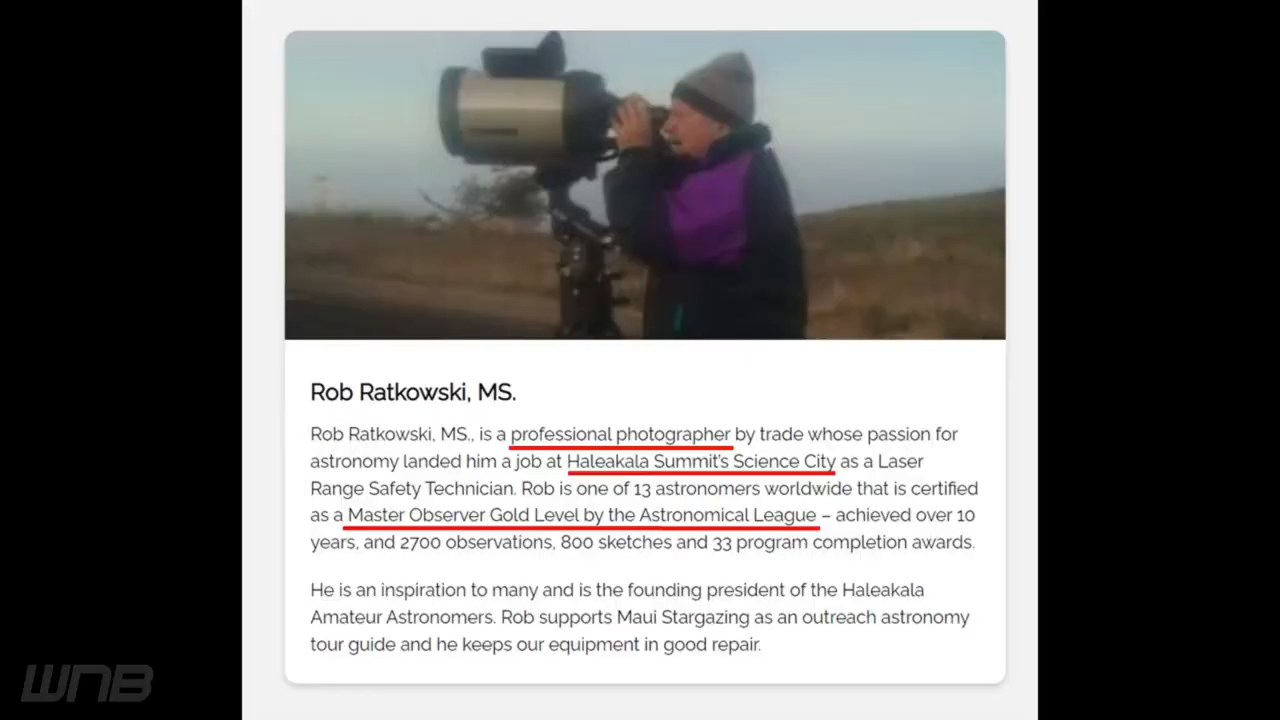 Rob Ratkowski, MS.
Rob Ratkowski, MS., is a professional photographer by trade whose passion for
astronomy landed him a job at Haleakala Summit's Science City as a Laser
Range Safety Technician. Rob is one of 13 astronomers worldwide that is certified
as a Master Observer Gold Level by the Astronomical League – achieved over 10
years, and 2700 observations, 800 sketches and 33 program completion awards.
He is an inspiration to many and is the founding president of the Haleakala
Amateur Astronomers. Rob supports Maui Stargazing as an outreach astronomy
tour guide and he keeps our equipment in good repair.
WNB